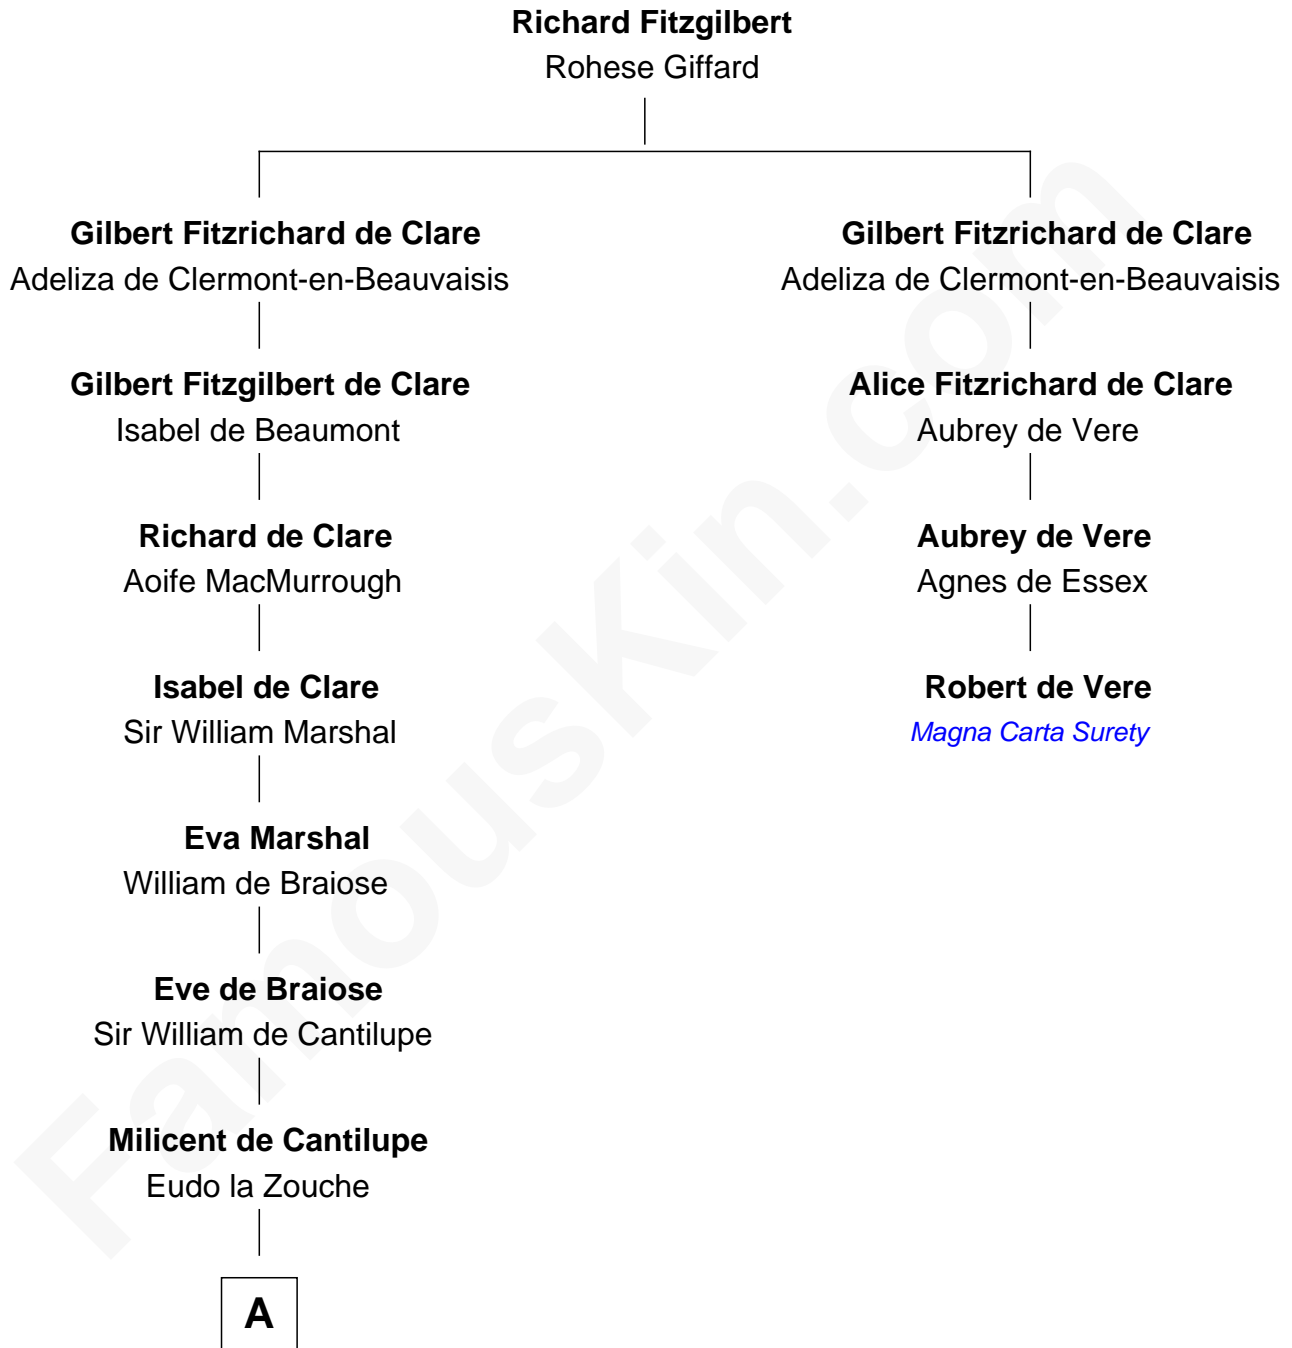 Richard Fitzgilbert
Rohese Giffard
Gilbert Fitzrichard de Clare
Adeliza de Clermont-en-Beauvaisis
Gilbert Fitzgilbert de Clare
Isabel de Beaumont
Richard de Clare
Aoife MacMurrough
Isabel de Clare
Sir William Marshal
Eva Marshal
William de Braiose
Eve de Braiose
Sir William de Cantilupe
Milicent de Cantilupe
Eudo la Zouche
A
Gilbert Fitzrichard de Clare
Adeliza de Clermont-en-Beauvaisis
Alice Fitzrichard de Clare
Aubrey de Vere
Aubrey de Vere
Agnes de Essex
Robert de Vere
Magna Carta Surety
FamousKin.com